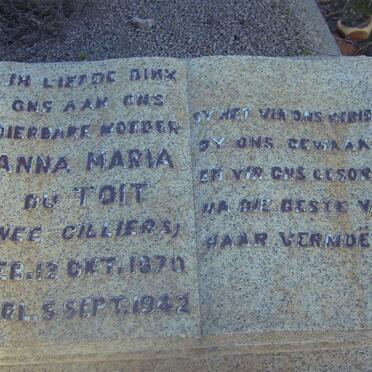 IN LIEFDE DINK
ONS AAN ONS
DIERBARE MOEDER
ANNA MARIA
DU TOIT
(NEE CILLIERS)
GEB. 12 OKT. 1870
OVL. 5 SEPT. 1942
SY HET VIR ONS GEBID
OY ONS GEWAAK
EN VIR ONS GESORG
NA DIE BESTE VAN
HAAR VERMOË